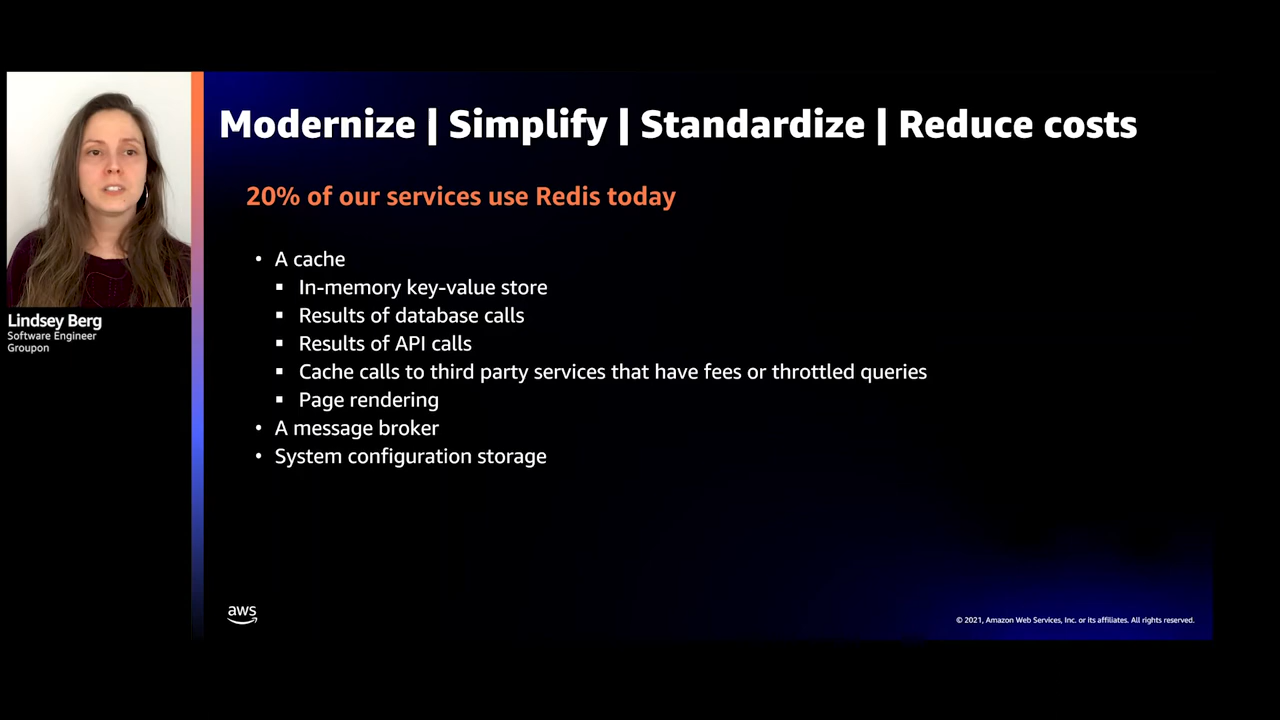 Modernize | Simplify | Standardize | Reduce costs
20% of our services use Redis today
• A cache
▪ In-memory key-value store
▪ Results of database calls
▪ Results of API calls
▪ Cache calls to third party services that have fees or throttled queries
▪ Page rendering
• A message broker
• System configuration storage
Lindsey Berg
Software Engineer
Groupon
aws
© 2021, Amazon Web Services, Inc. or its affiliates. All rights reserved.